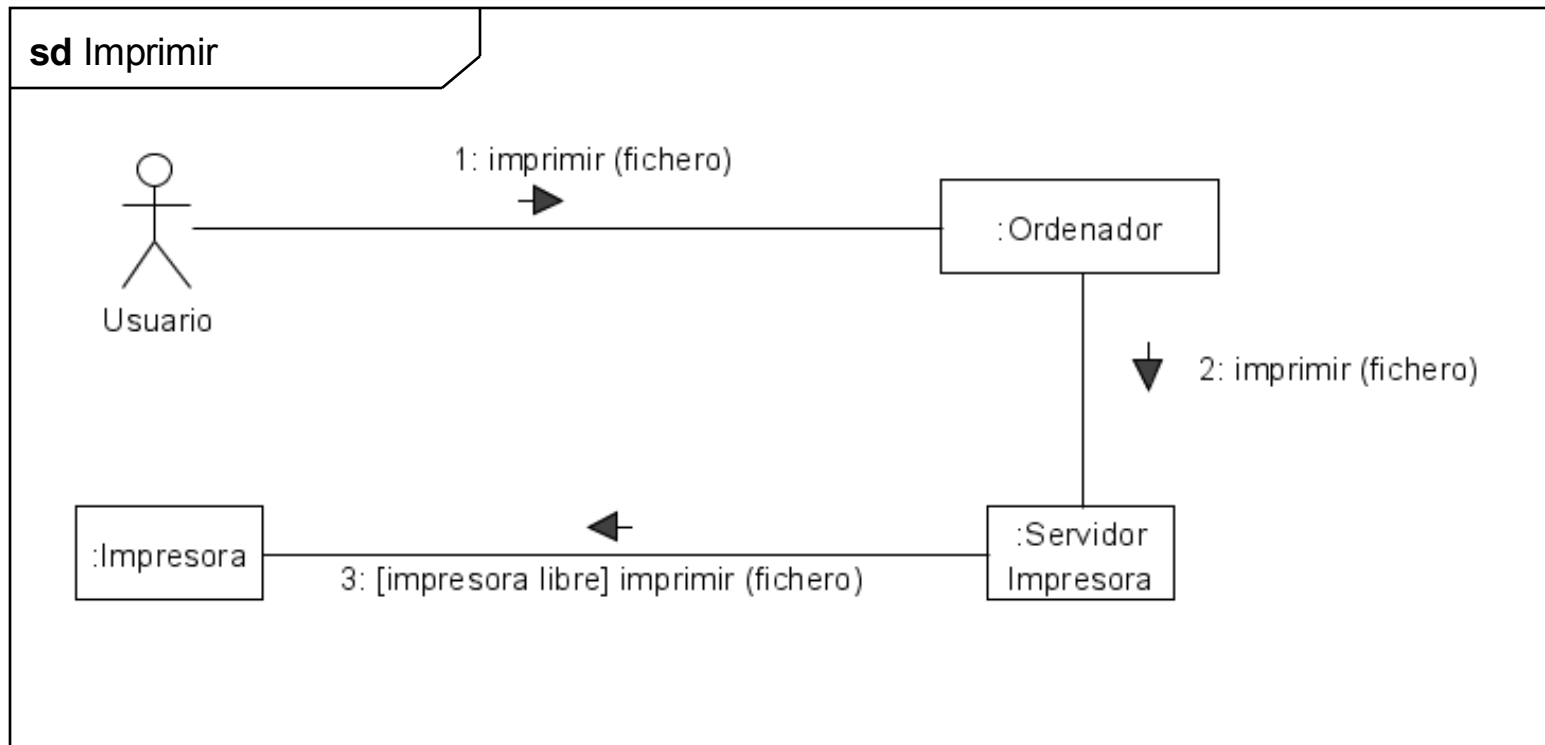 sd Imprimir
1: imprimir (fichero)
:Ordenador
Usuario
2: imprimir (fichero)
:Impresora
3: [impresora libre] imprimir (fichero)
:Servidor
Impresora